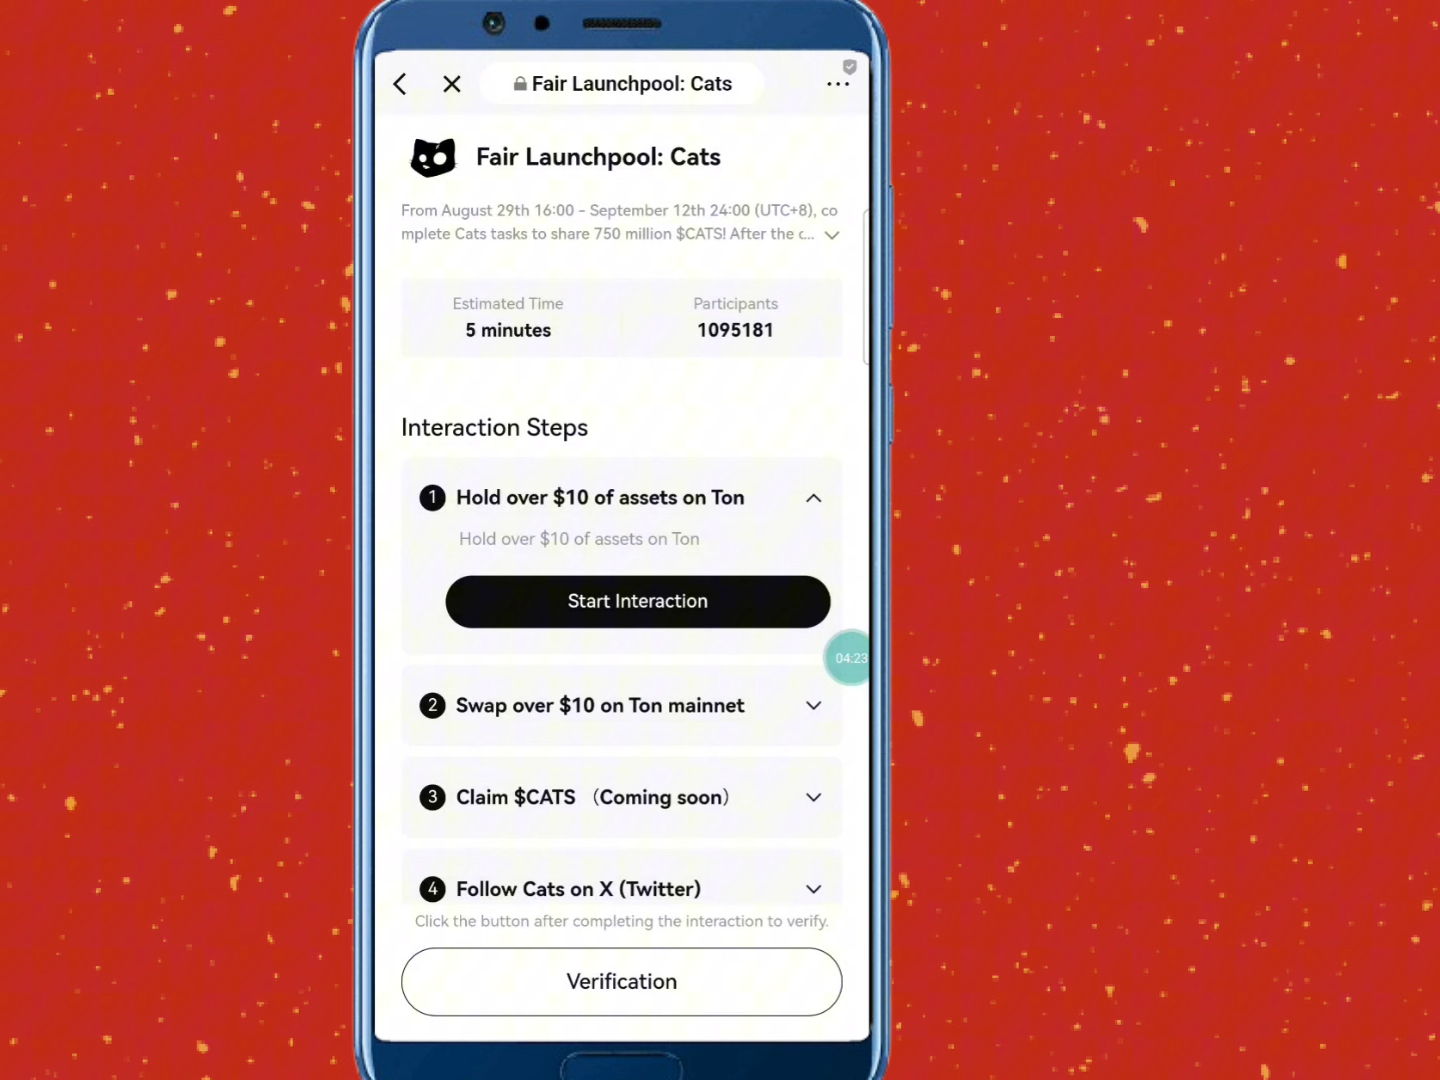 Fair Launchpool: Cats
Fair Launchpool: Cats
From August 29th 16:00 - September 12th 24:00 (UTC+8), co
mplete Cats tasks to share 750 million $CATS! After the c...
Estimated Time
5 minutes
Participants
1095181
Interaction Steps
1 Hold over $10 of assets on Ton
Hold over $10 of assets on Ton
Start Interaction
04:23
2 Swap over $10 on Ton mainnet
3 Claim $CATS （Coming soon）
4 Follow Cats on X (Twitter)
Click the button after completing the interaction to verify.
Verification